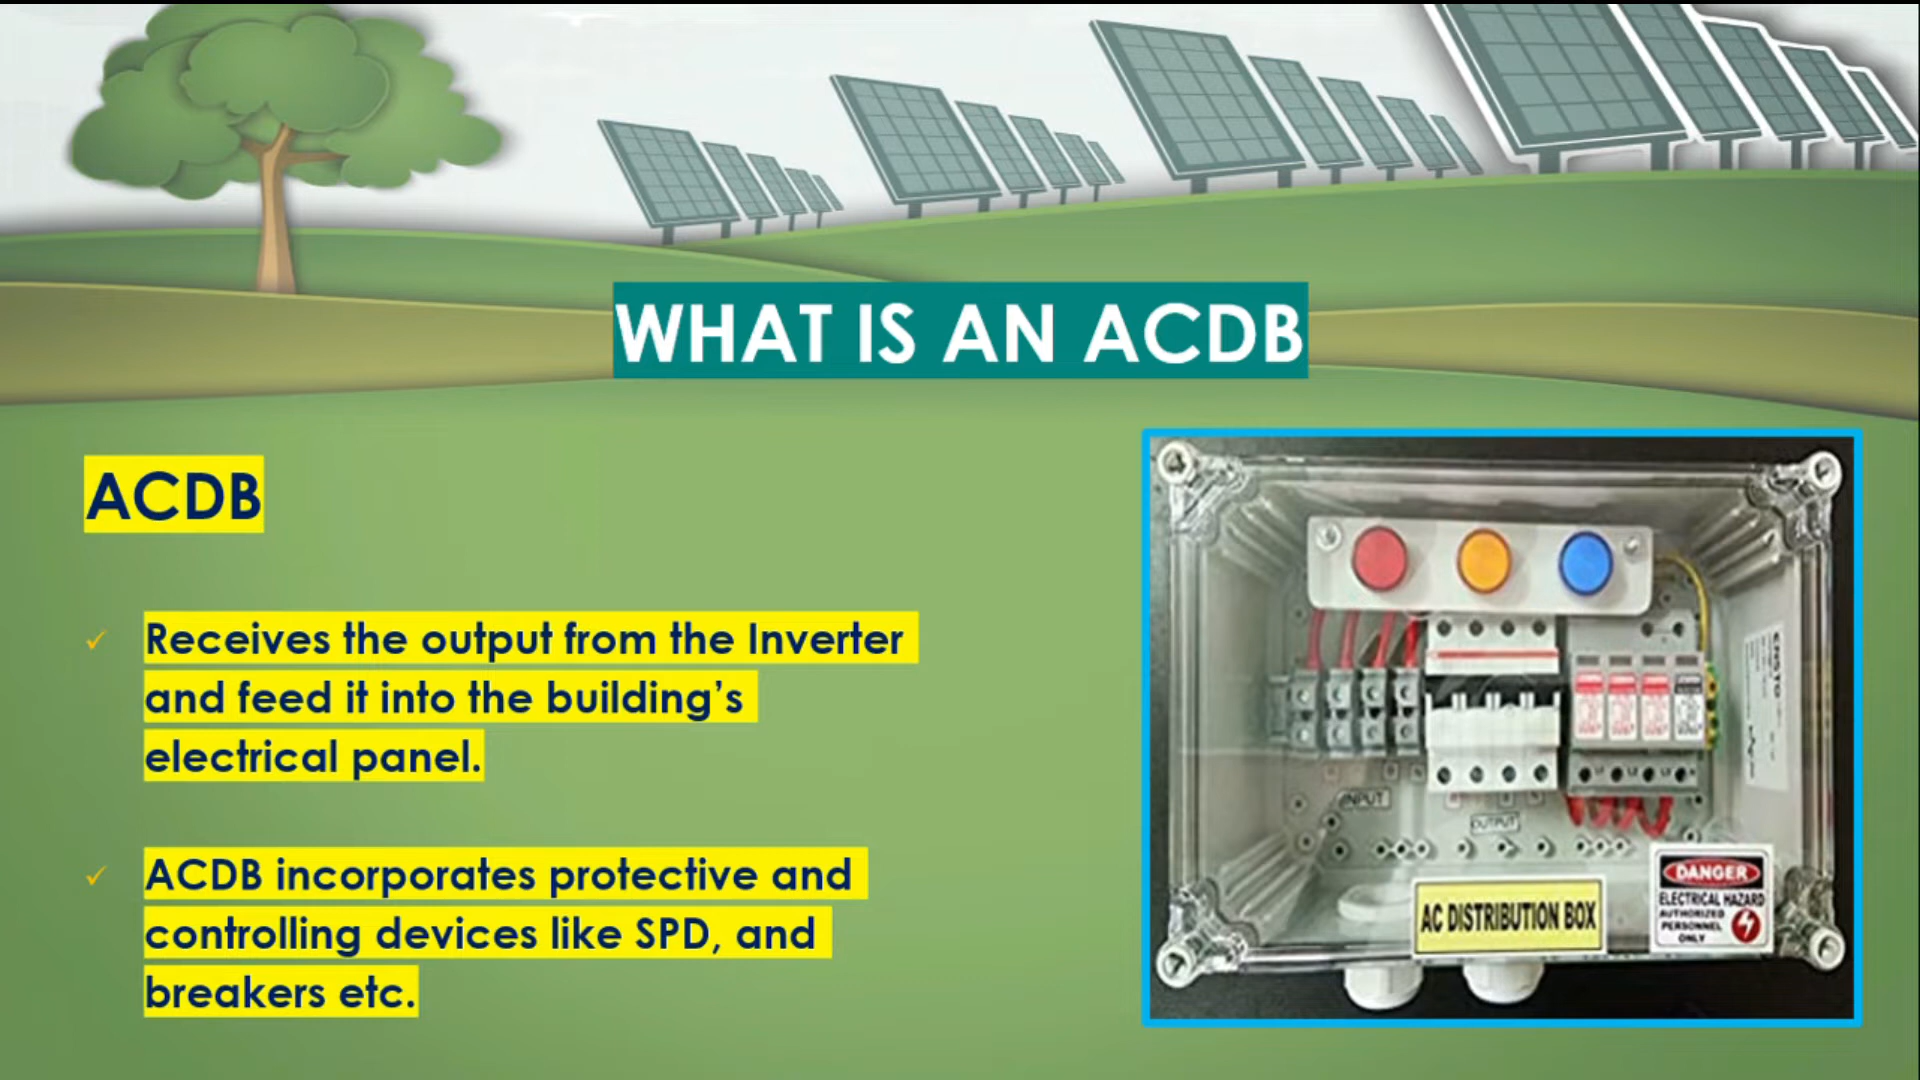 WHAT IS AN ACDB
ACDB
Receives the output from the Inverter
and feed it into the building’s
electrical panel.
ACDB incorporates protective and
controlling devices like SPD, and
breakers etc.
ENSTO
INPUT
OUTPUT
AC DISTRIBUTION BOX
DANGER
ELECTRICAL HAZARD
AUTHORIZED
PERSONNEL
ONLY